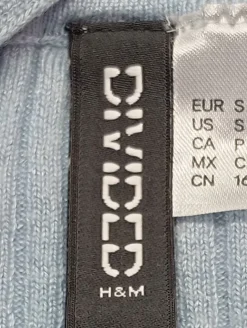 DIVIDED
H&M
EUR S
US S
CA P
MX C
CN 16